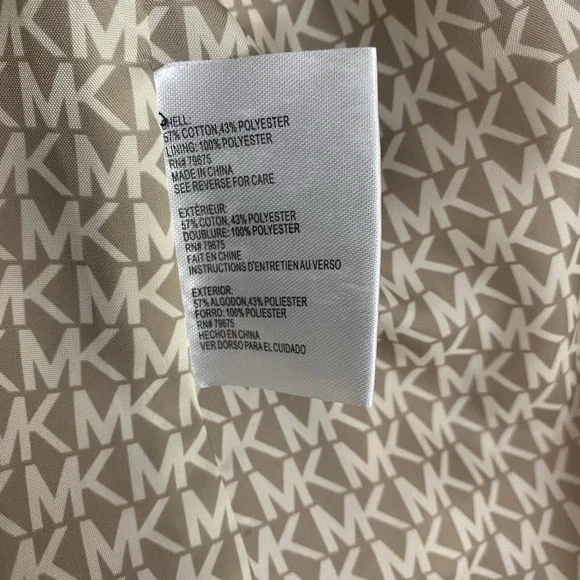 SHELL:
57% COTTON,43% POLYESTER
LINING: 100% POLYESTER
RN# 79675
MADE IN CHINA
SEE REVERSE FOR CARE
EXTÉRIEUR:
57% COTON, 43% POLYESTER
DOUBLURE: 100% POLYESTER
RN# 79675
FAIT EN CHINE
INSTRUCTIONS D'ENTRETIEN AU VERSO
EXTERIOR:
57% ALGODON,43% POLIESTER
FORRO: 100% POLIESTER
RN# 79675
HECHO EN CHINA
VER DORSO PARA EL CUIDADO